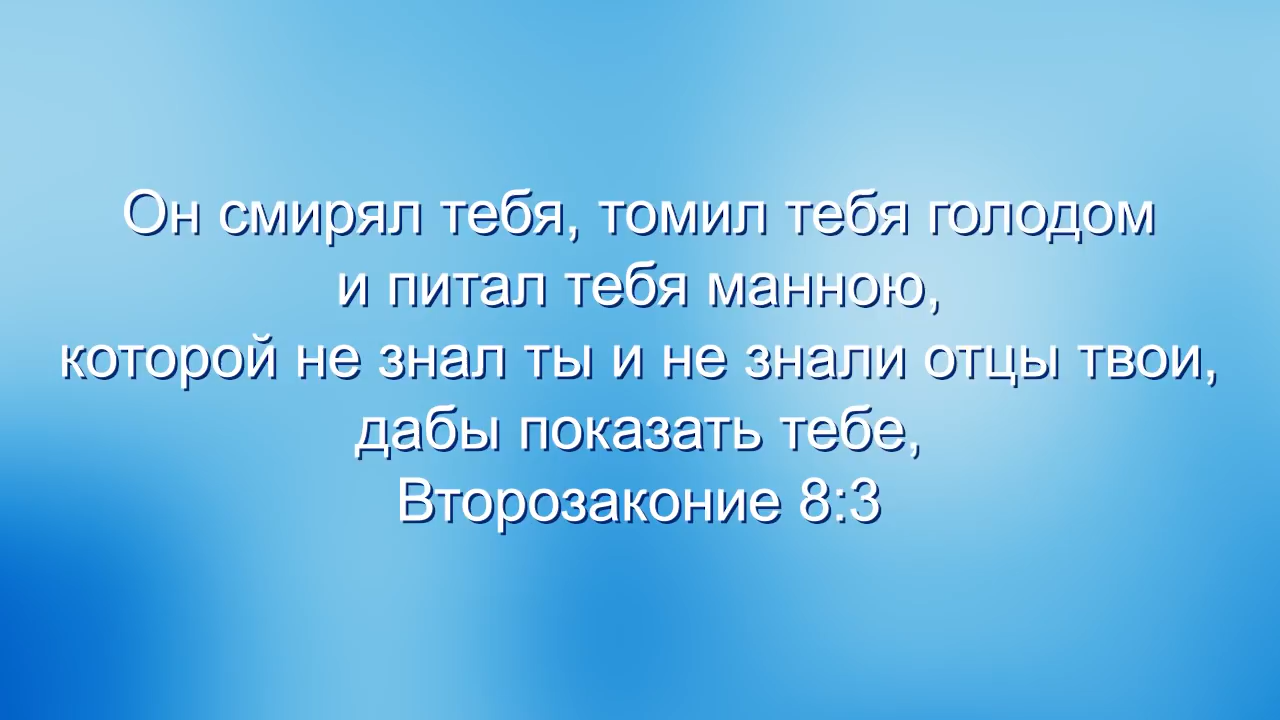 Он смирял тебя, томил тебя голодом
и питал тебя манною,
которой не знал ты и не знали отцы твои,
дабы показать тебе,
Второзаконие 8:3